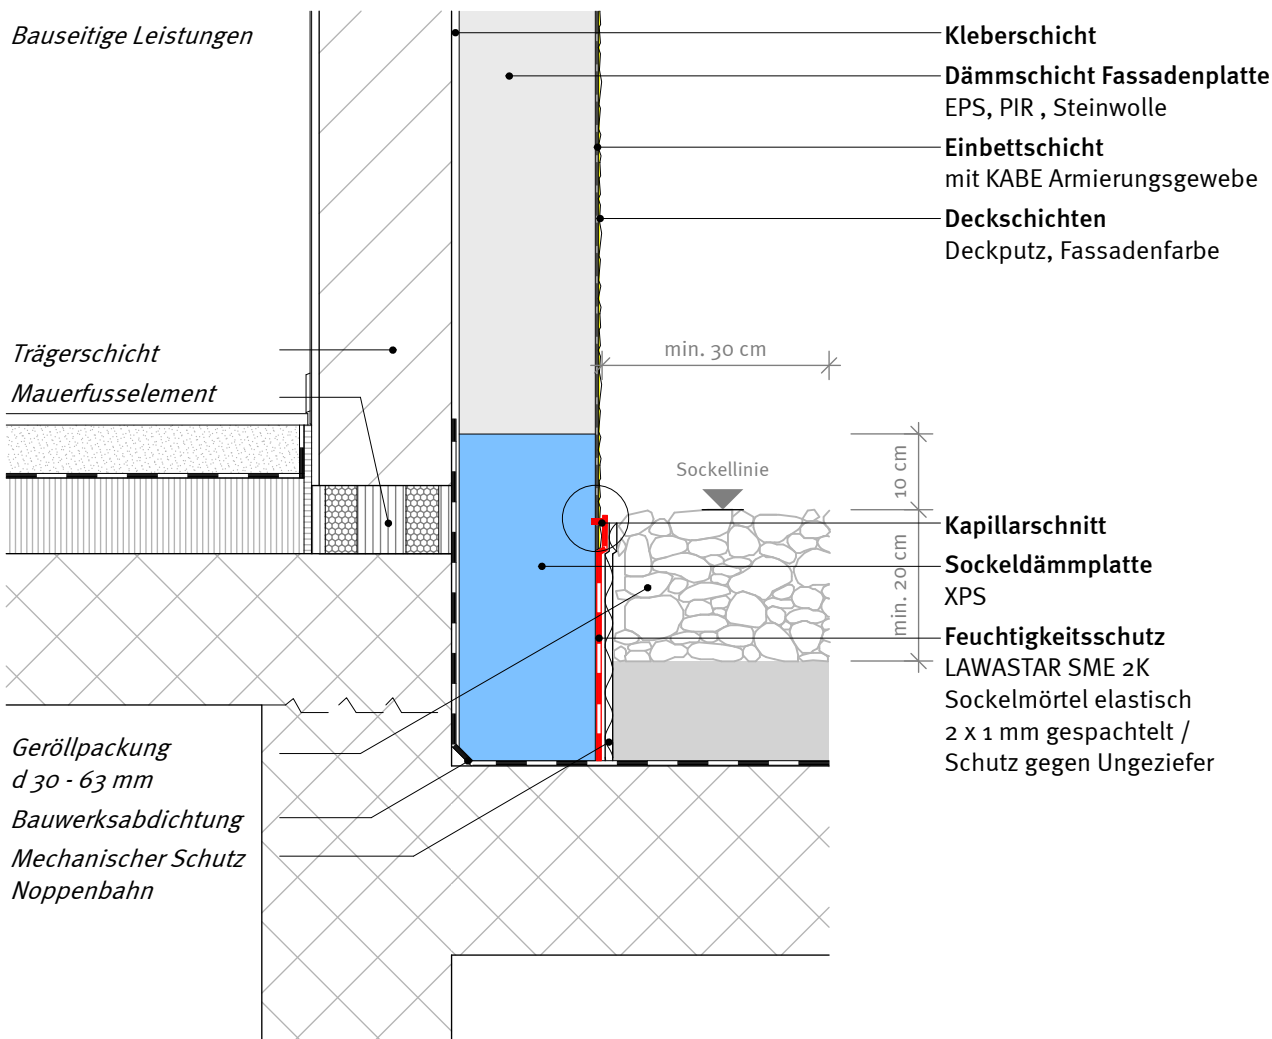 Bauseitige Leistungen
Trägerschicht
Mauerfusselement
Geröllpackung
d 30 - 63 mm
Bauwerksabdichtung
Mechanischer Schutz
Noppenbahn
min. 30 cm
Sockellinie
10 cm
min. 20 cm
Kleberschicht
Dämmschicht Fassadenplatte
EPS, PIR , Steinwolle
Einbettschicht
mit KABE Armierungsgewebe
Deckschichten
Deckputz, Fassadenfarbe
Kapillarschnitt
Sockeldämmplatte
XPS
Feuchtigkeitsschutz
LAWASTAR SME 2K
Sockelmörtel elastisch
2 x 1 mm gespachtelt /
Schutz gegen Ungeziefer